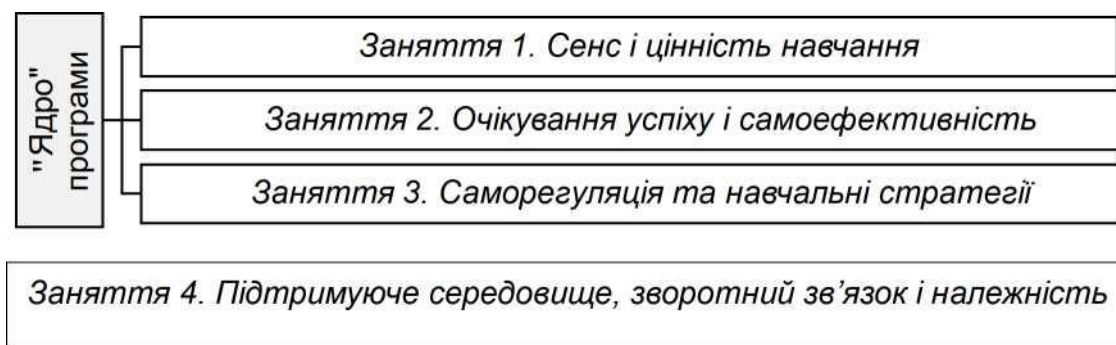 "Ядро"
програми
Заняття 1. Сенс і цінність навчання
Заняття 2. Очікування успіху і самоефективність
Заняття 3. Саморегуляція та навчальні стратегії
Заняття 4. Підтримуюче середовище, зворотний зв’язок і належність